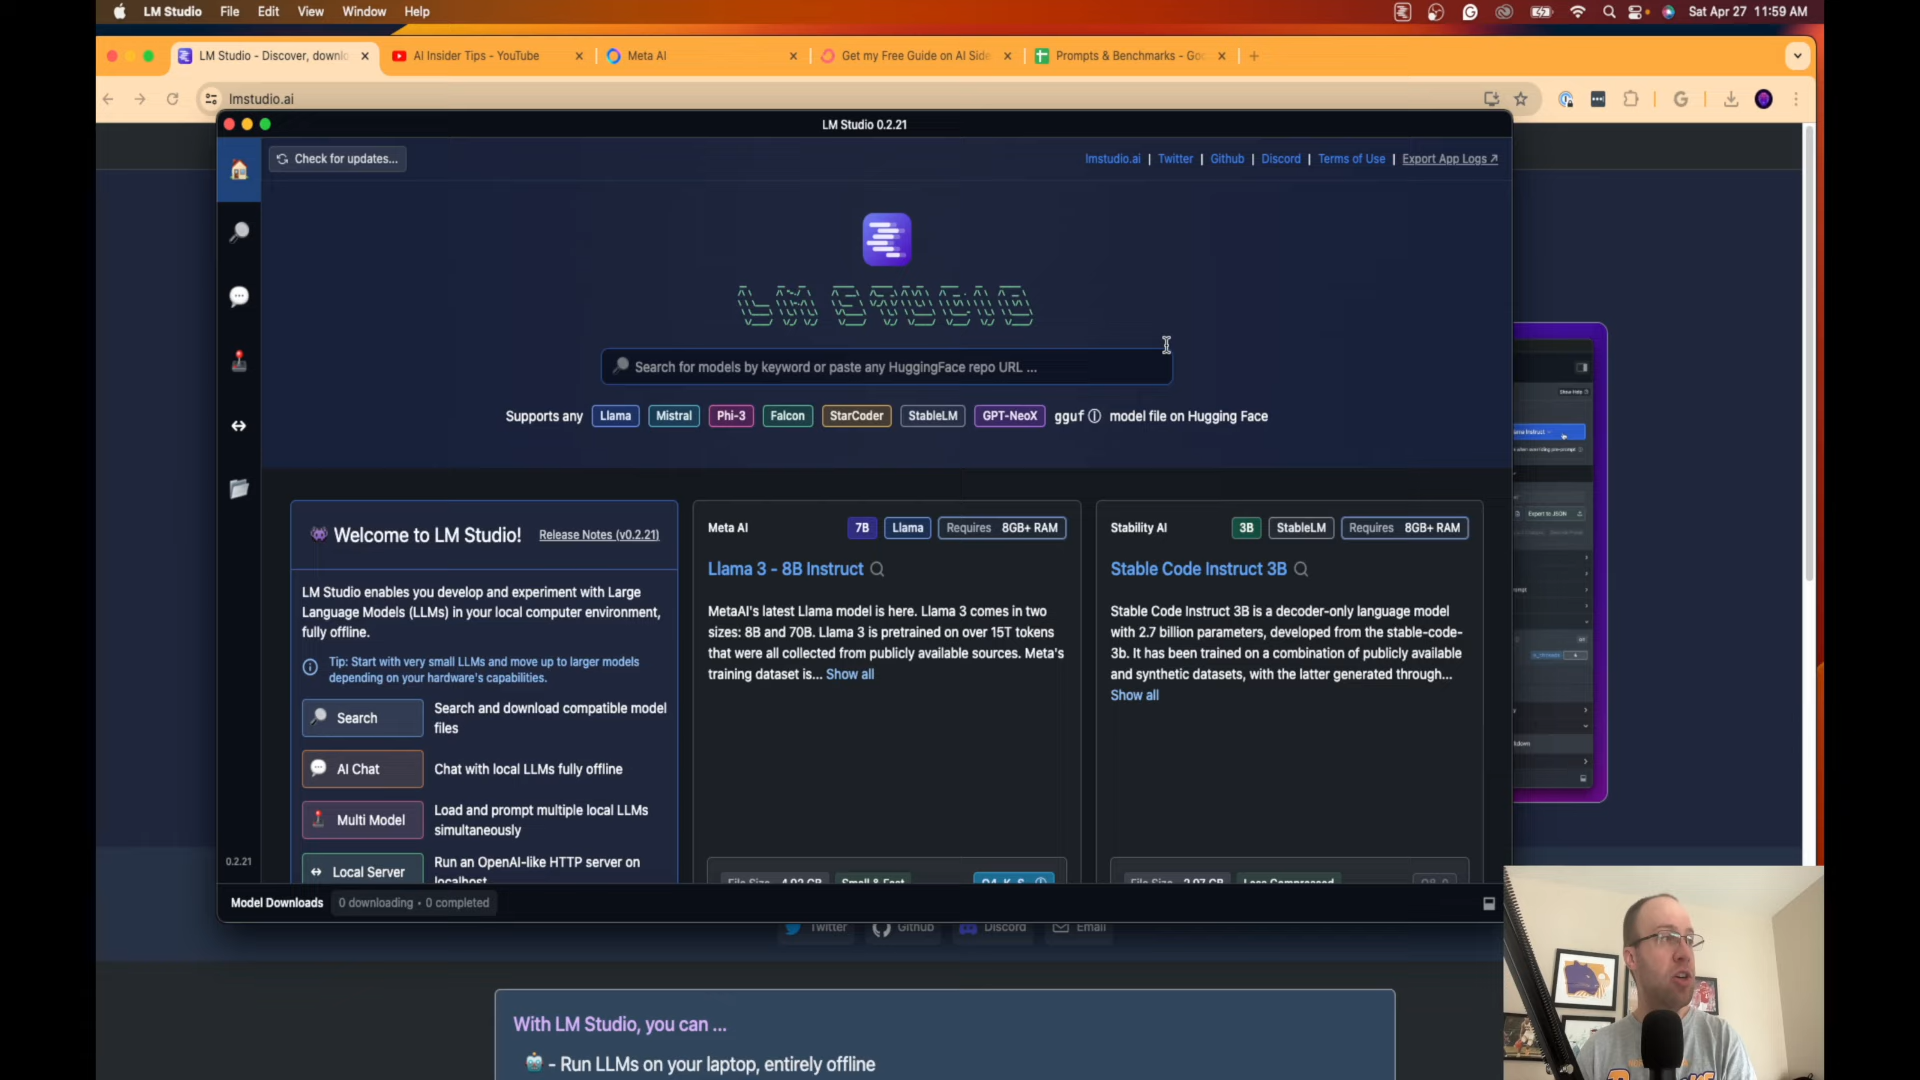 LM Studio File Edit View Window Help
Sat Apr 27 11:59 AM
LM Studio - Discover, downlo
AI Insider Tips - YouTube
Meta AI
Get my Free Guide on AI Side
Prompts & Benchmarks - Goo
lmstudio.ai
LM Studio 0.2.21
Check for updates...
lmstudio.ai | Twitter | Github | Discord | Terms of Use | Export App Logs
LM STUDIO
Search for models by keyword or paste any HuggingFace repo URL ...
Supports any Llama Mistral Phi-3 Falcon StarCoder StableLM GPT-NeoX gguf model file on Hugging Face
Welcome to LM Studio! Release Notes (v0.2.21)
LM Studio enables you develop and experiment with Large
Language Models (LLMs) in your local computer environment,
fully offline.
Tip: Start with very small LLMs and move up to larger models
depending on your hardware's capabilities.
Search
Search and download compatible model
files
AI Chat
Chat with local LLMs fully offline
Multi Model
Load and prompt multiple local LLMs
simultaneously
Local Server
Run an OpenAI-like HTTP server on
localhost
Meta AI 7B Llama Requires 8GB+ RAM
Llama 3 - 8B Instruct
MetaAI's latest Llama model is here. Llama 3 comes in two
sizes: 8B and 70B. Llama 3 is pretrained on over 15T tokens
that were all collected from publicly available sources. Meta's
training dataset is... Show all
Stability AI 3B StableLM Requires 8GB+ RAM
Stable Code Instruct 3B
Stable Code Instruct 3B is a decoder-only language model
with 2.7 billion parameters, developed from the stable-code-
3b. It has been trained on a combination of publicly available
and synthetic datasets, with the latter generated through...
Show all
0.2.21
Model Downloads 0 downloading • 0 completed
Twitter Github Discord Email
With LM Studio, you can ...
- Run LLMs on your laptop, entirely offline
Export to JSON